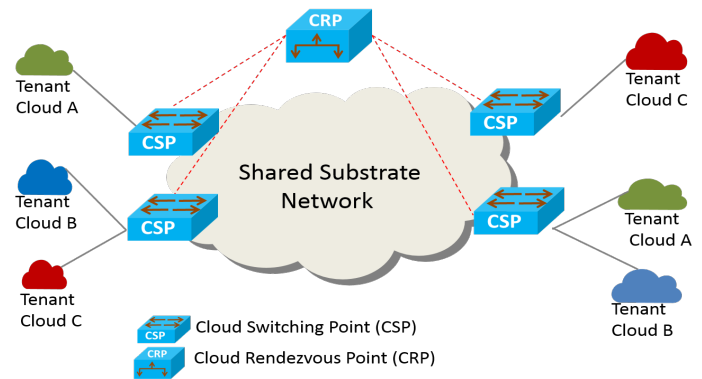 CRP
Tenant
Cloud A
CSP
CSP
Tenant
Cloud C
Shared Substrate
Network
Tenant
Cloud B
CSP
CSP
Tenant
Cloud A
Tenant
Cloud C
Tenant
Cloud B
CSP
Cloud Switching Point (CSP)
CRP
Cloud Rendezvous Point (CRP)